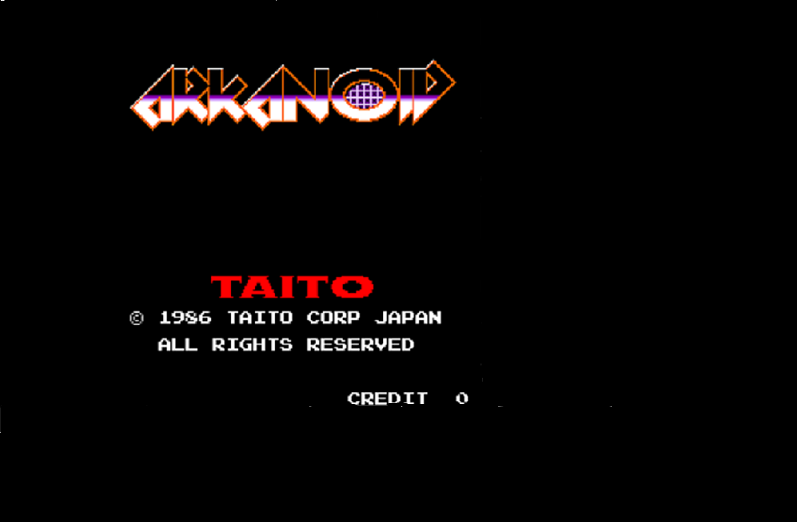 ARKANOID
TAITO
© 1986 TAITO CORP JAPAN
ALL RIGHTS RESERVED
CREDIT 0